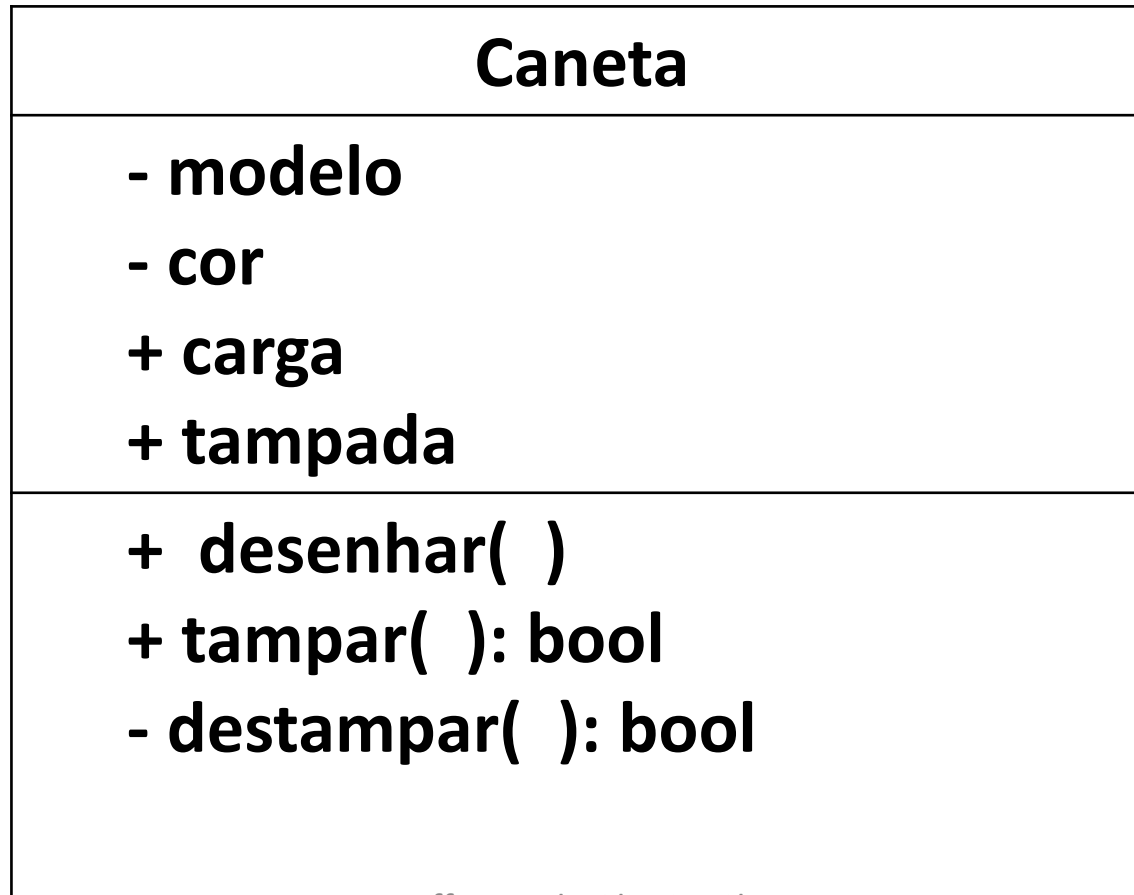 Caneta
- modelo
- cor
+ carga
+ tampada
+ desenhar( )
+ tampar( ): bool
- destampar( ): bool